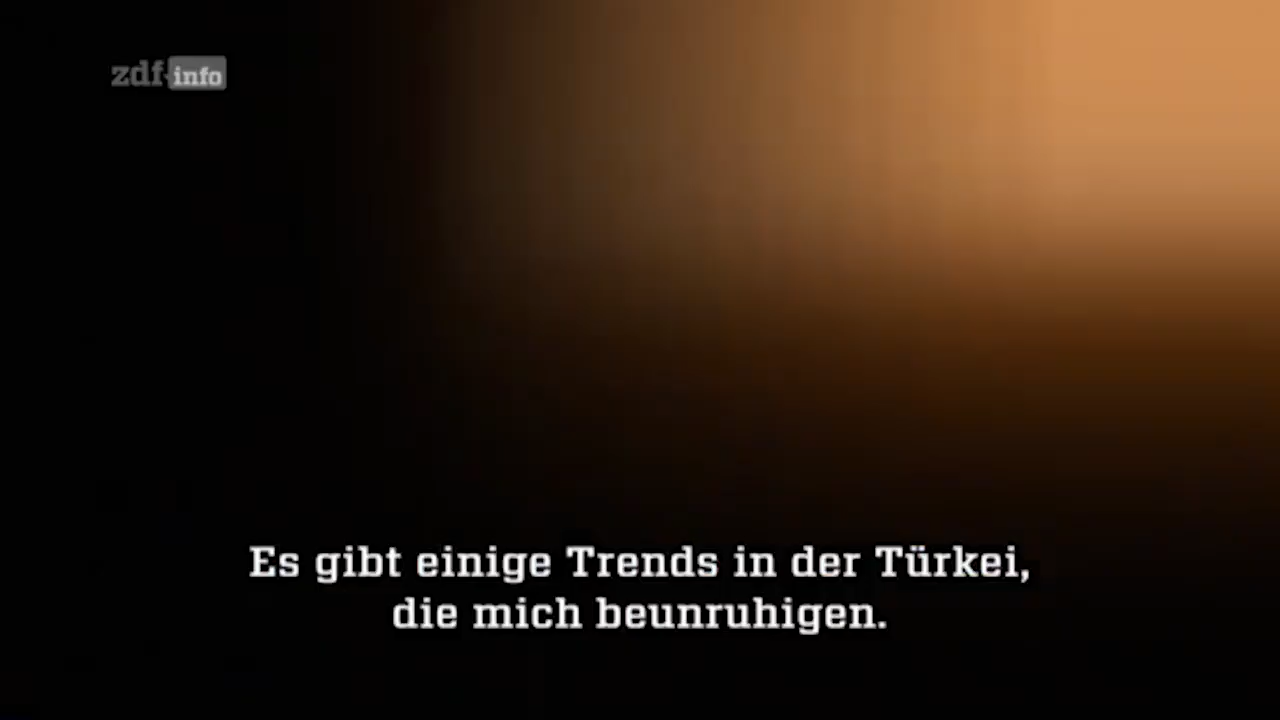 zdf info
Es gibt einige Trends in der Türkei,
die mich beunruhigen.